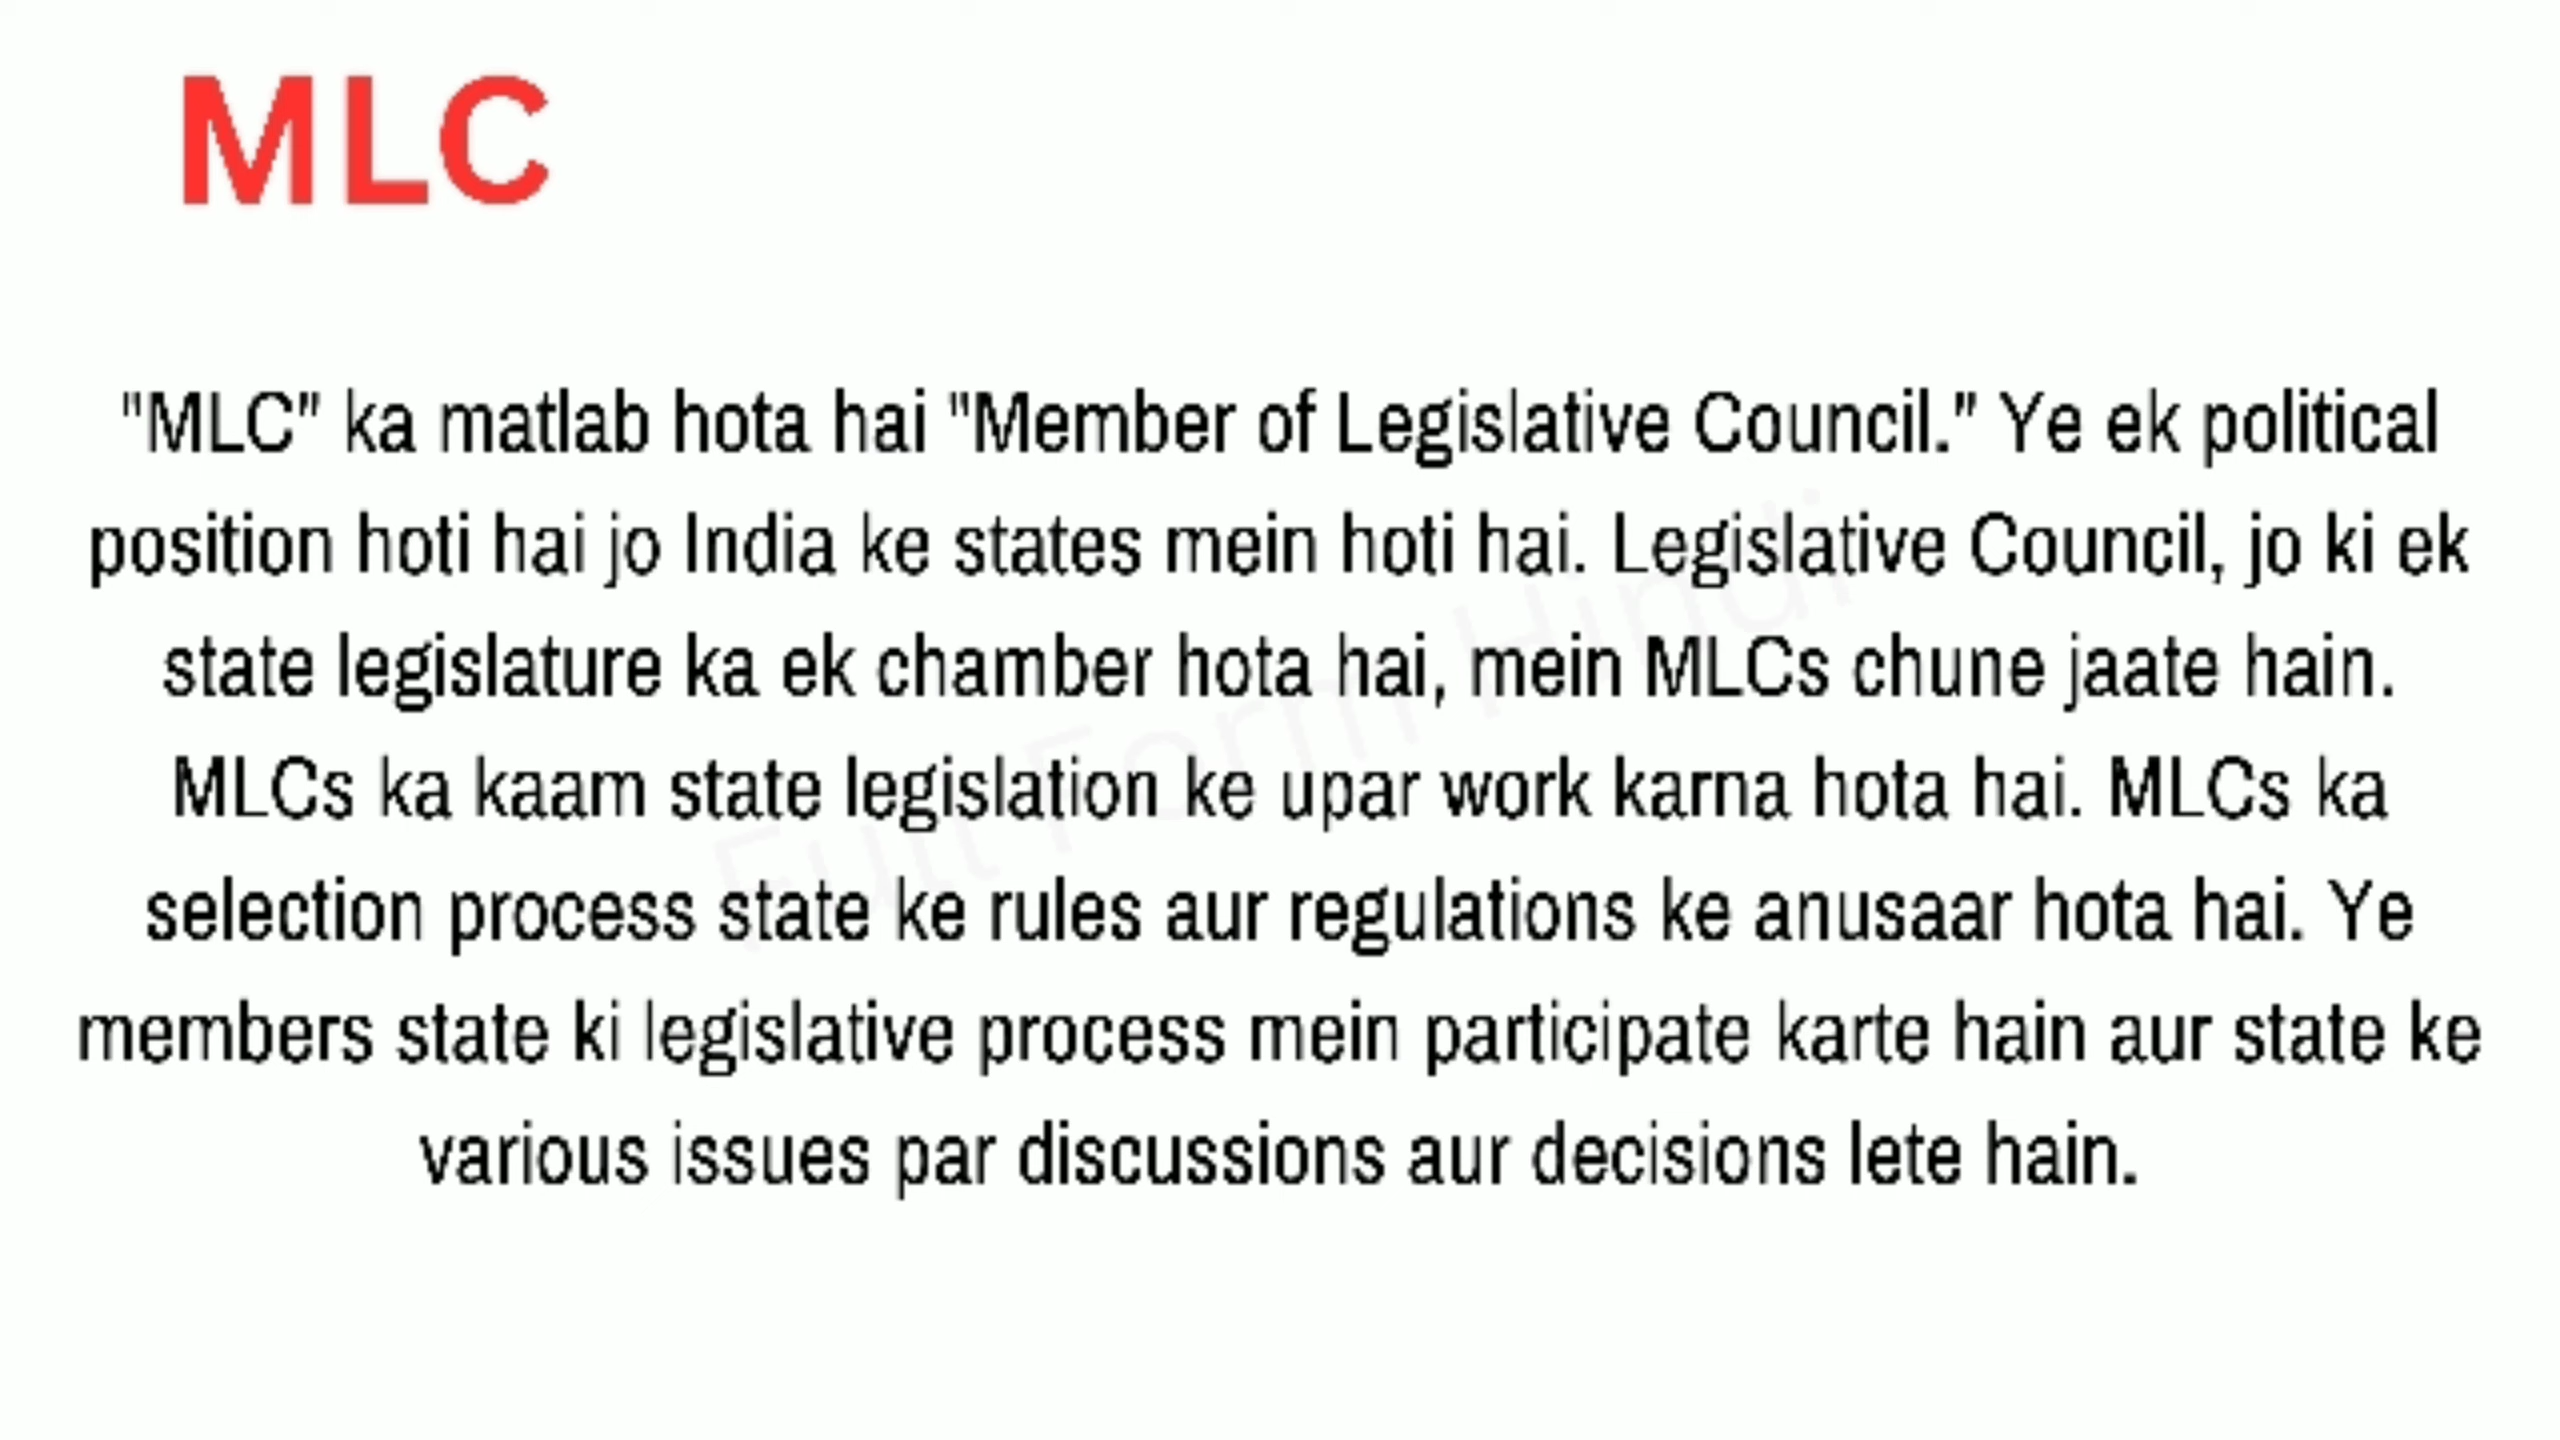 MLC
"MLC" ka matlab hota hai "Member of Legislative Council." Ye ek political
position hoti hai jo India ke states mein hoti hai. Legislative Council, jo ki ek
state legislature ka ek chamber hota hai, mein MLCs chune jaate hain.
MLCs ka kaam state legislation ke upar work karna hota hai. MLCs ka
selection process state ke rules aur regulations ke anusaar hota hai. Ye
members state ki legislative process mein participate karte hain aur state ke
various issues par discussions aur decisions lete hain.
Full Form Hindi